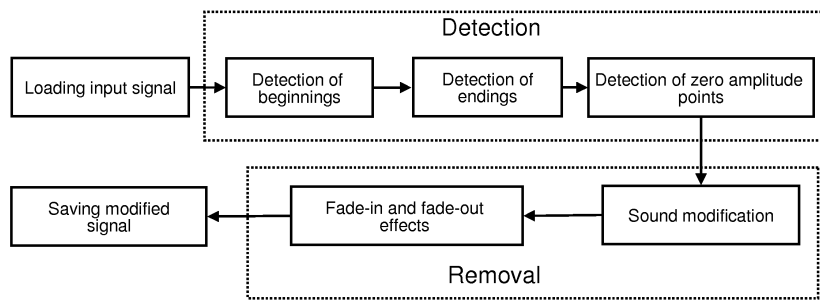 Detection
Loading input signal
Detection of
beginnings
Detection of
endings
Detection of zero amplitude
points
Saving modified
signal
Fade-in and fade-out
effects
Sound modification
Removal